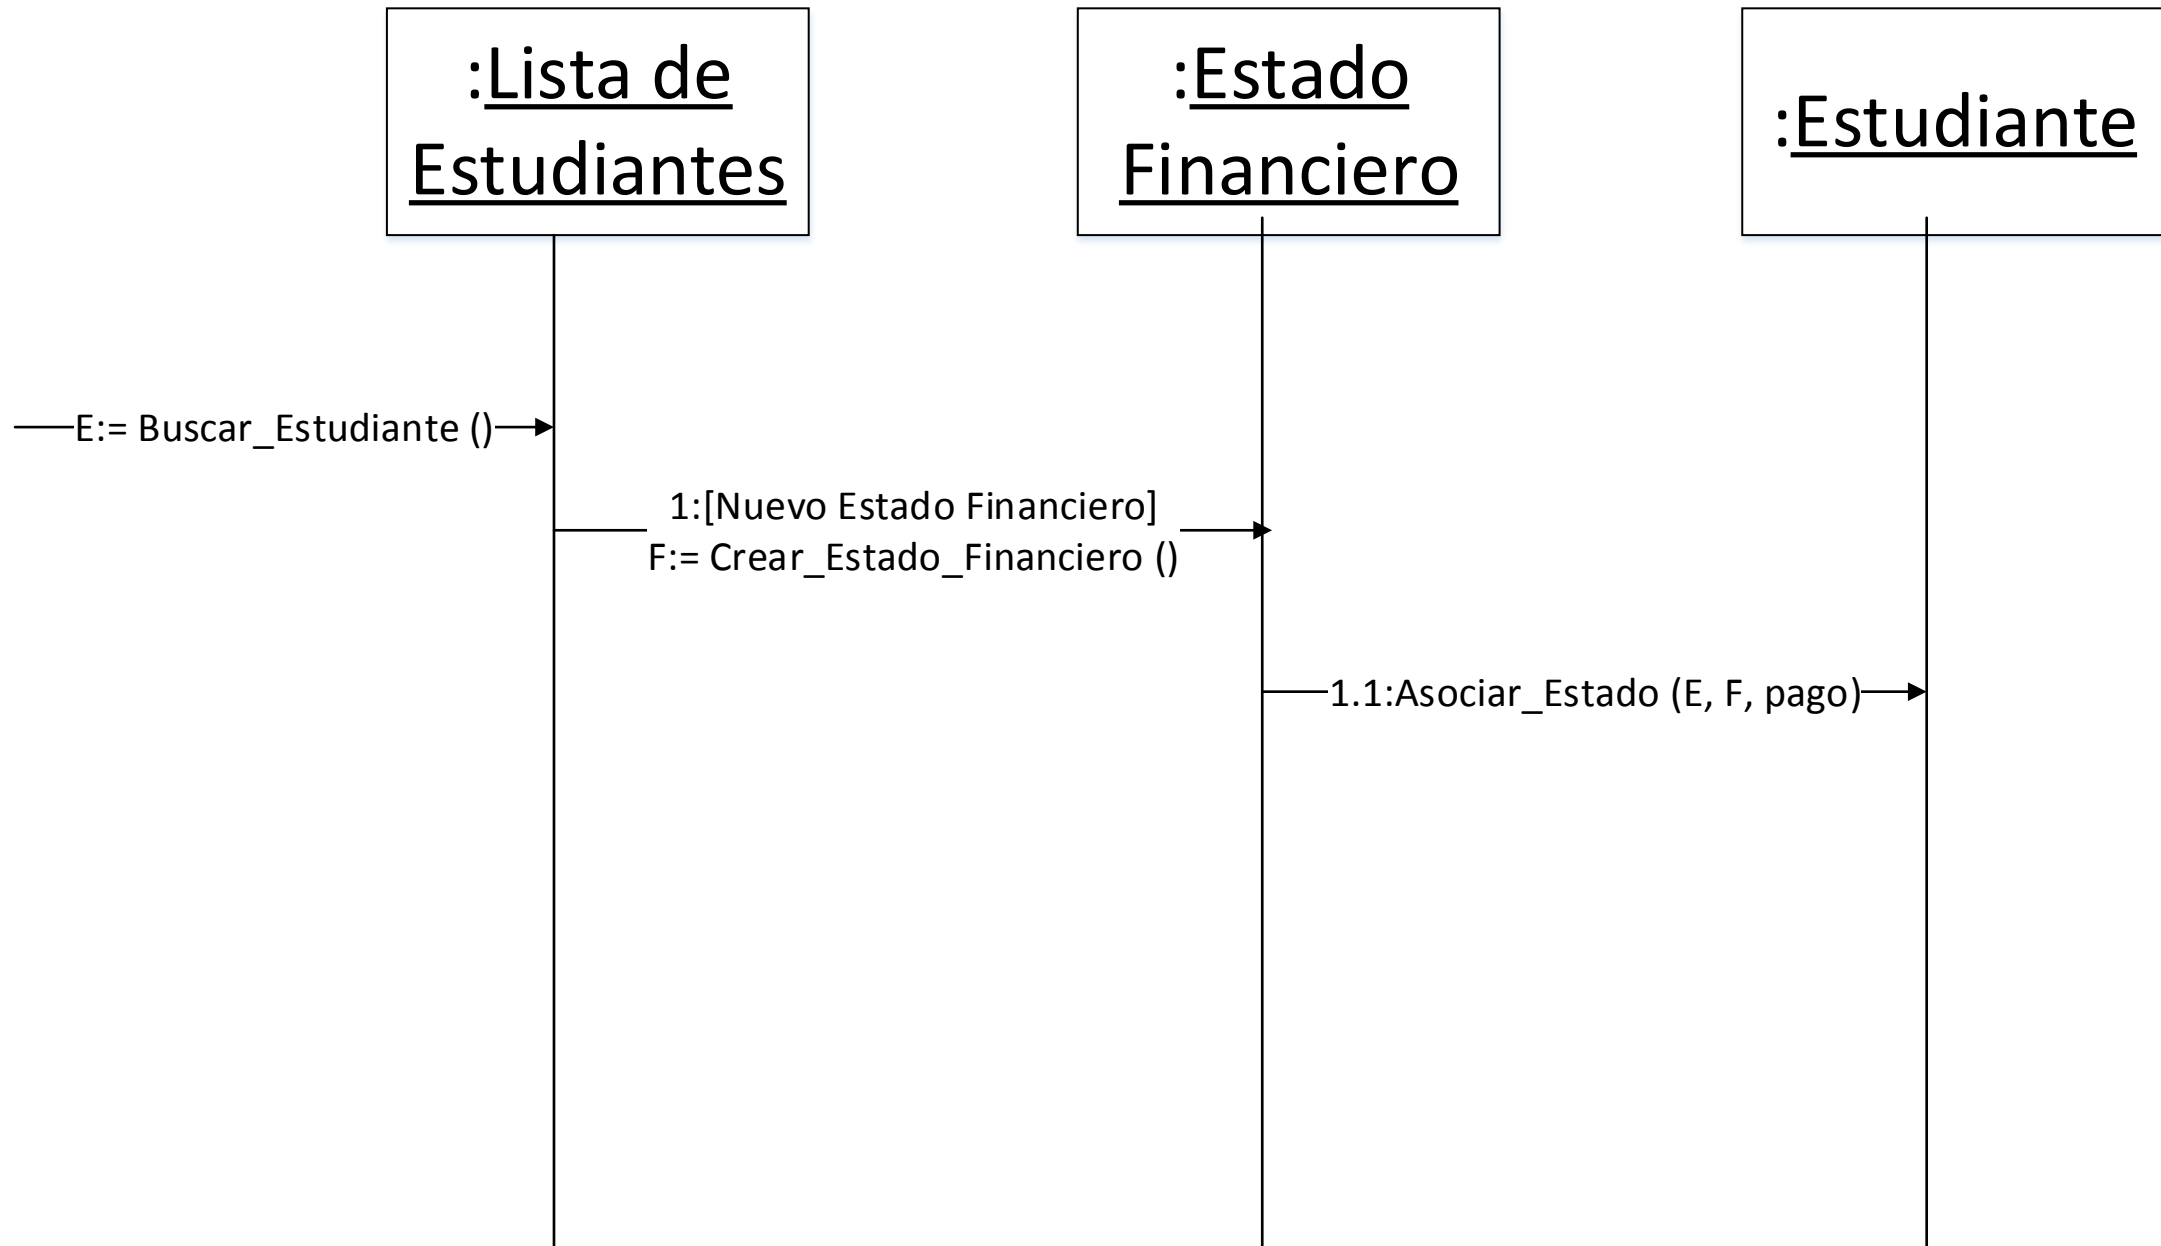 :Lista de
Estudiantes
:Estado
Financiero
:Estudiante
E:= Buscar_Estudiante ()
1:[Nuevo Estado Financiero]
F:= Crear_Estado_Financiero ()
1.1:Asociar_Estado (E, F, pago)